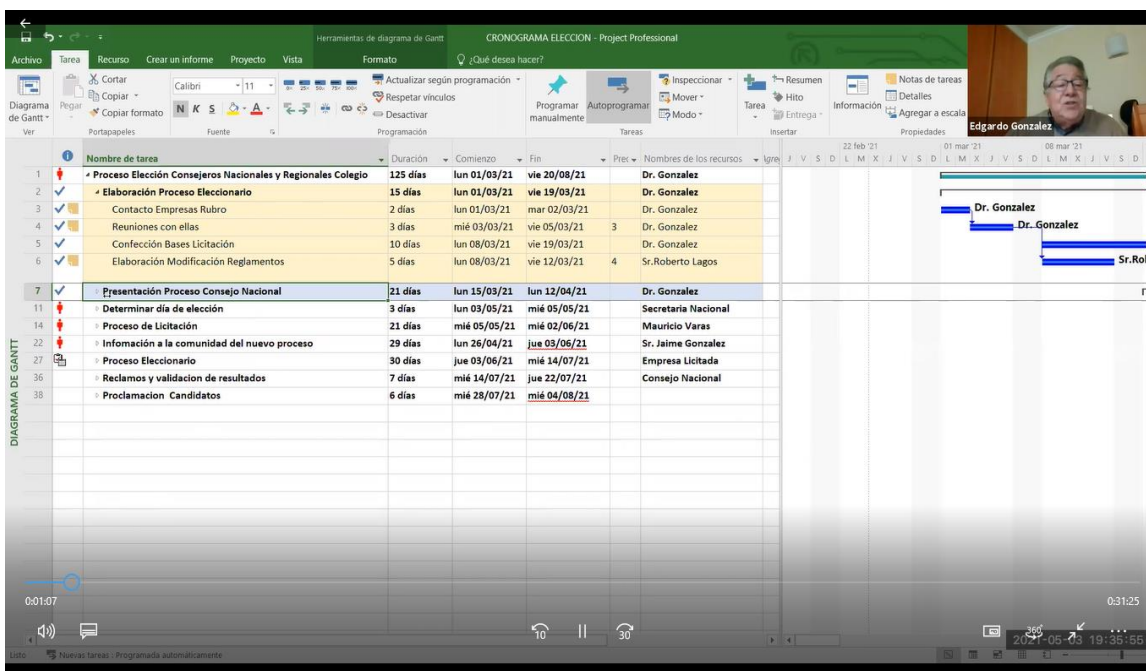 Herramientas de diagrama de Gantt CRONOGRAMA ELECCION - Project Professional
Archivo Tarea Recurso Crear un informe Proyecto Vista Formato ¿Qué desea hacer?
Diagrama de Gantt
Ver
Pegar
Cortar
Copiar
Copiar formato
Portapapeles
Calibri 11
N K S
Fuente
Actualizar según programación
Respetar vínculos
Desactivar
Programación
Programar manualmente
Autoprogramar
Inspeccionar
Mover
Modo
Tareas
Tarea
Resumen
Hito
Entrega
Insertar
Información
Notas de tareas
Detalles
Agregar a escala
Propiedades
Edgardo Gonzalez
Nombre de tarea Duración Comienzo Fin Nombres de los recursos
22 feb '21 01 mar '21 08 mar '21
J V S D L M X J V S D L M X J V S D L M X J V S D
1 Proceso Elección Consejeros Nacionales y Regionales Colegio 125 días lun 01/03/21 vie 20/08/21 Dr. Gonzalez
2 Elaboración Proceso Eleccionario 15 días lun 01/03/21 vie 19/03/21 Dr. Gonzalez
3 Contacto Empresas Rubro 2 días lun 01/03/21 mar 02/03/21 Dr. Gonzalez
4 Reuniones con ellas 3 días mié 03/03/21 vie 05/03/21 3 Dr. Gonzalez
5 Confección Bases Licitación 10 días lun 08/03/21 vie 19/03/21 Dr. Gonzalez
6 Elaboración Modificación Reglamentos 5 días lun 08/03/21 vie 12/03/21 4 Sr.Roberto Lagos
7 Presentación Proceso Consejo Nacional 21 días lun 15/03/21 lun 12/04/21 Dr. Gonzalez
11 Determinar día de elección 3 días lun 03/05/21 mié 05/05/21 Secretaria Nacional
14 Proceso de Licitación 21 días mié 05/05/21 mié 02/06/21 Mauricio Varas
22 Infomación a la comunidad del nuevo proceso 29 días lun 26/04/21 jue 03/06/21 Sr. Jaime Gonzalez
27 Proceso Eleccionario 30 días jue 03/06/21 mié 14/07/21 Empresa Licitada
36 Reclamos y validacion de resultados 7 días mié 14/07/21 jue 22/07/21 Consejo Nacional
38 Proclamacion Candidatos 6 días mié 28/07/21 mié 04/08/21
Dr. Gonzalez
Dr. Gonzalez
Sr.Rol
DIAGRAMA DE GANTT
0:01:07 0:31:25
10 30 360°
2021-05-03 19:35:55
Listo Nuevas tareas : Programada automáticamente